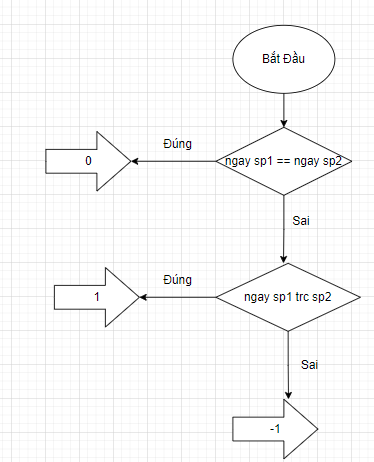 Bắt Đầu
Đúng
0
ngay sp1 == ngay sp2
Sai
Đúng
1
ngay sp1 trc sp2
Sai
-1